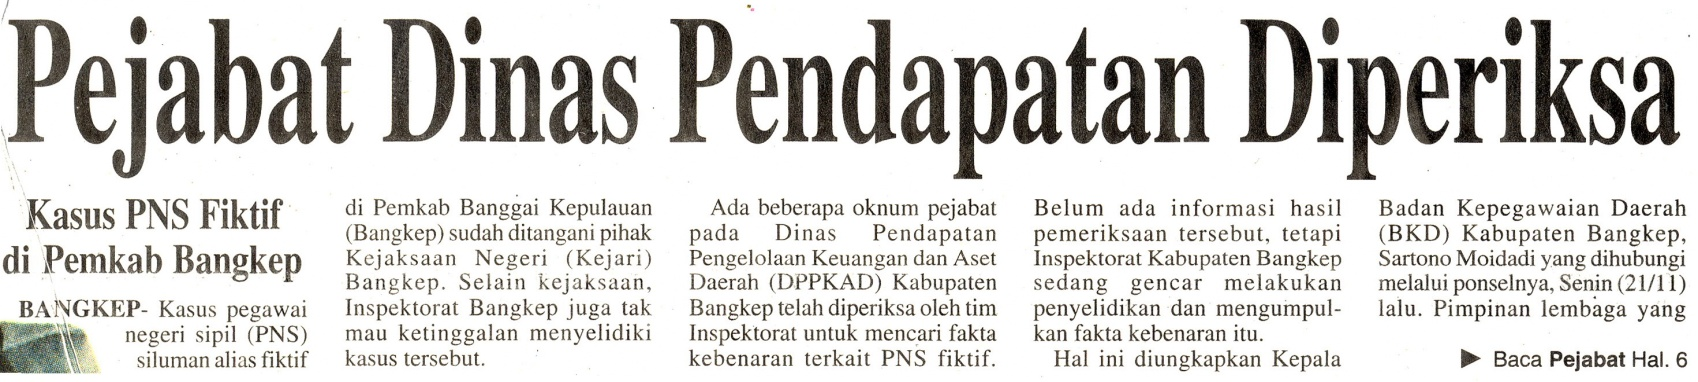 Pejabat Dinas Pendapatan Diperiksa
Kasus PNS Fiktif
di Pemkab Bangkep
BANGKEP- Kasus pegawai
negeri sipil (PNS)
siluman alias fiktif
di Pemkab Banggai Kepulauan
(Bangkep) sudah ditangani pihak
Kejaksaan Negeri (Kejari)
Bangkep. Selain kejaksaan,
Inspektorat Bangkep juga tak
mau ketinggalan menyelidiki
kasus tersebut.
Ada beberapa oknum pejabat
pada Dinas Pendapatan
Pengelolaan Keuangan dan Aset
Daerah (DPPKAD) Kabupaten
Bangkep telah diperiksa oleh tim
Inspektorat untuk mencari fakta
kebenaran terkait PNS fiktif.
Belum ada informasi hasil
pemeriksaan tersebut, tetapi
Inspektorat Kabupaten Bangkep
sedang gencar melakukan
penyelidikan dan mengumpul-
kan fakta kebenaran itu.
Hal ini diungkapkan Kepala
Badan Kepegawaian Daerah
(BKD) Kabupaten Bangkep,
Sartono Moidadi yang dihubungi
melalui ponselnya, Senin (21/11)
lalu. Pimpinan lembaga yang
▶ Baca Pejabat Hal. 6